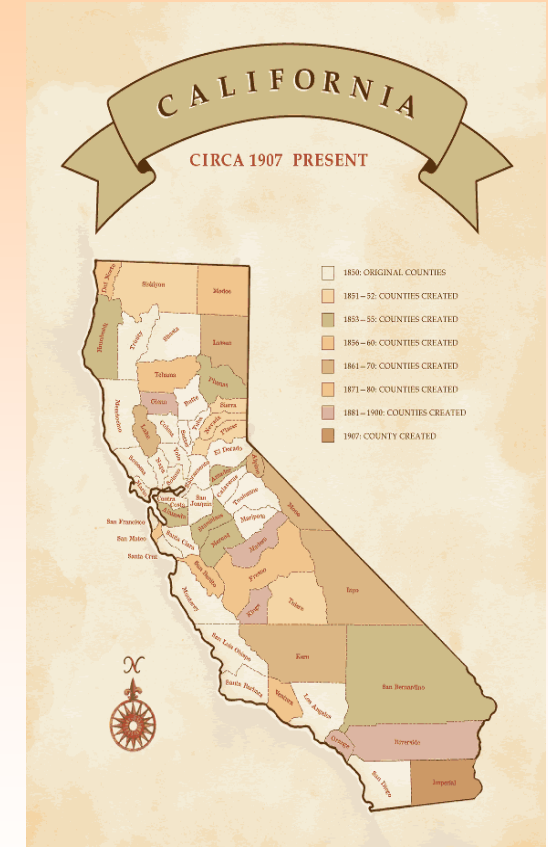 CALIFORNIA
CIRCA 1907 PRESENT
1850: ORIGINAL COUNTIES
1851–52: COUNTIES CREATED
1853–55: COUNTIES CREATED
1856–60: COUNTIES CREATED
1861–70: COUNTIES CREATED
1871–80: COUNTIES CREATED
1881–1900: COUNTIES CREATED
1907: COUNTY CREATED
Del Norte
Modoc
Humboldt
Trinity
Shasta
Lassen
Tehama
Plumas
Glenn
Butte
Sierra
Mendocino
Lake
Colusa
Nevada
Placer
Yolo
El Dorado
Sonoma
Napa
Solano
Sacramento
Amador
Alpine
Calaveras
Tuolumne
Mono
Contra
Costa
San
Joaquin
Alameda
Stanislaus
Mariposa
San Francisco
San Mateo
Santa Clara
Merced
Madera
Santa Cruz
San Benito
Fresno
Monterey
Kings
Tulare
Inyo
San Luis Obispo
Kern
San Bernardino
Santa Barbara
Ventura
Los Angeles
Orange
Riverside
San Diego
Imperial
N